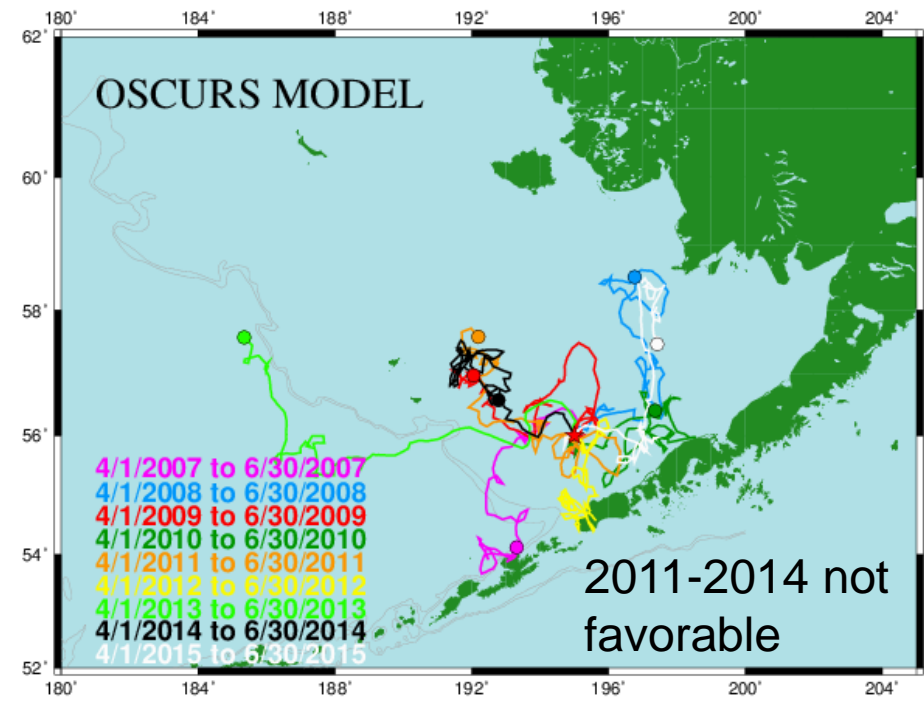 180° 184° 188° 192° 196° 200° 204°
62°
OSCURS MODEL
60°
58°
56°
4/1/2007 to 6/30/2007
4/1/2008 to 6/30/2008
4/1/2009 to 6/30/2009
4/1/2010 to 6/30/2010
4/1/2011 to 6/30/2011
4/1/2012 to 6/30/2012
4/1/2013 to 6/30/2013
4/1/2014 to 6/30/2014
4/1/2015 to 6/30/2015
54°
2011-2014 not
favorable
52°
180° 184° 188° 192° 196° 200° 204°